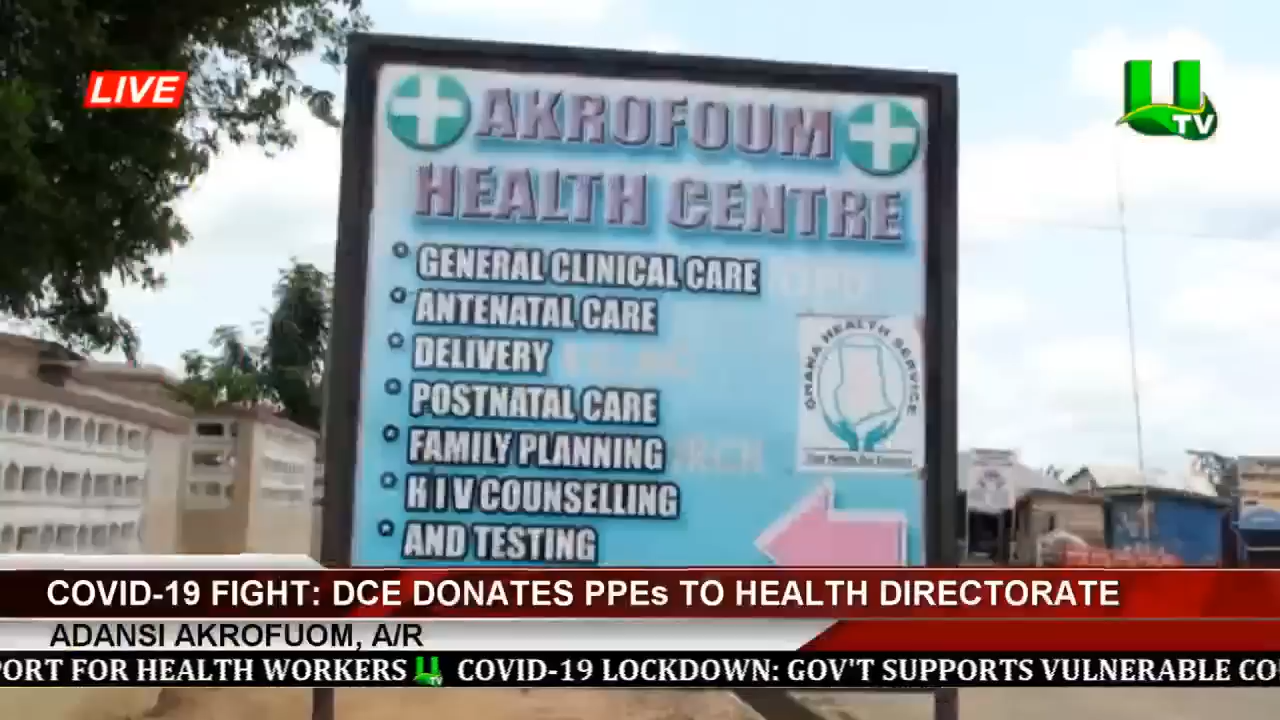 LIVE
U
TV
AKROFOUM
HEALTH CENTRE
GENERAL CLINICAL CARE
ANTENATAL CARE
DELIVERY
POSTNATAL CARE
FAMILY PLANNING
H I V COUNSELLING
AND TESTING
GHANA HEALTH SERVICE
COVID-19 FIGHT: DCE DONATES PPEs TO HEALTH DIRECTORATE
ADANSI AKROFUOM, A/R
PORT FOR HEALTH WORKERS U TV COVID-19 LOCKDOWN: GOV'T SUPPORTS VULNERABLE CO